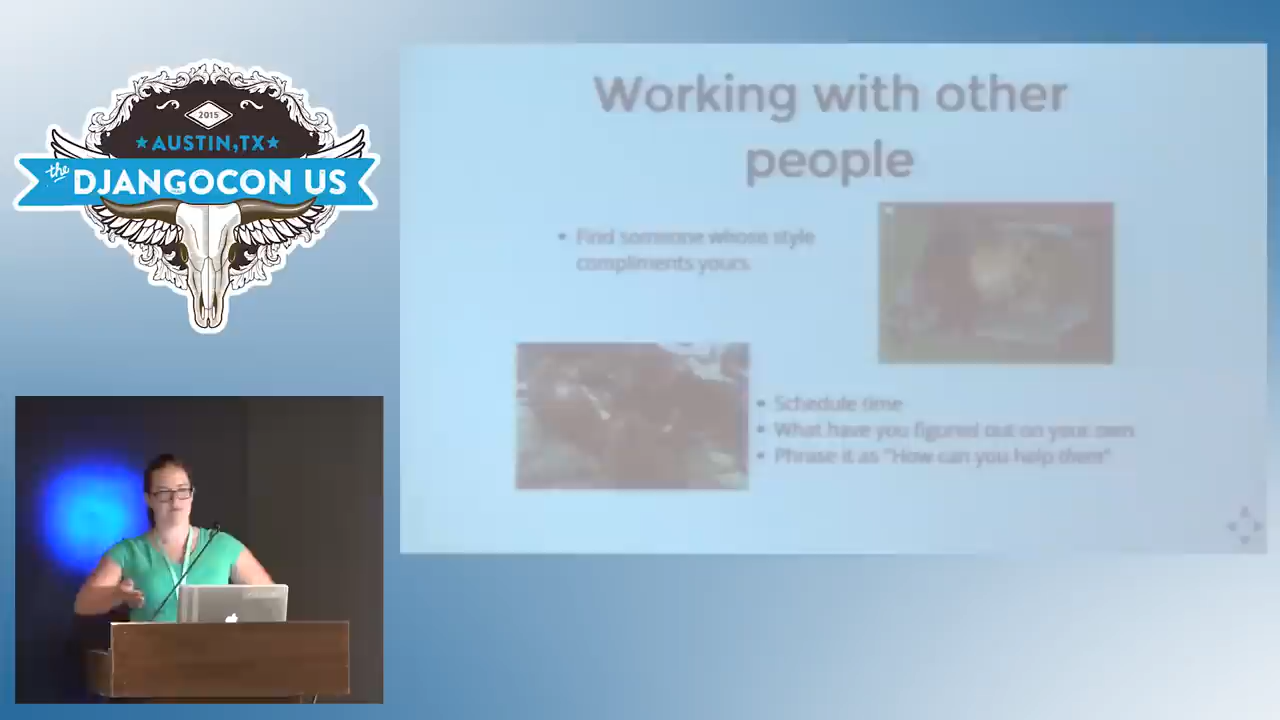 2015
AUSTIN, TX
the DJANGOCON US
Working with other
people
• Find someone whose style
compliments yours
• Schedule time
• What have you figured out on your own
• Phrase it as "How can you help them"